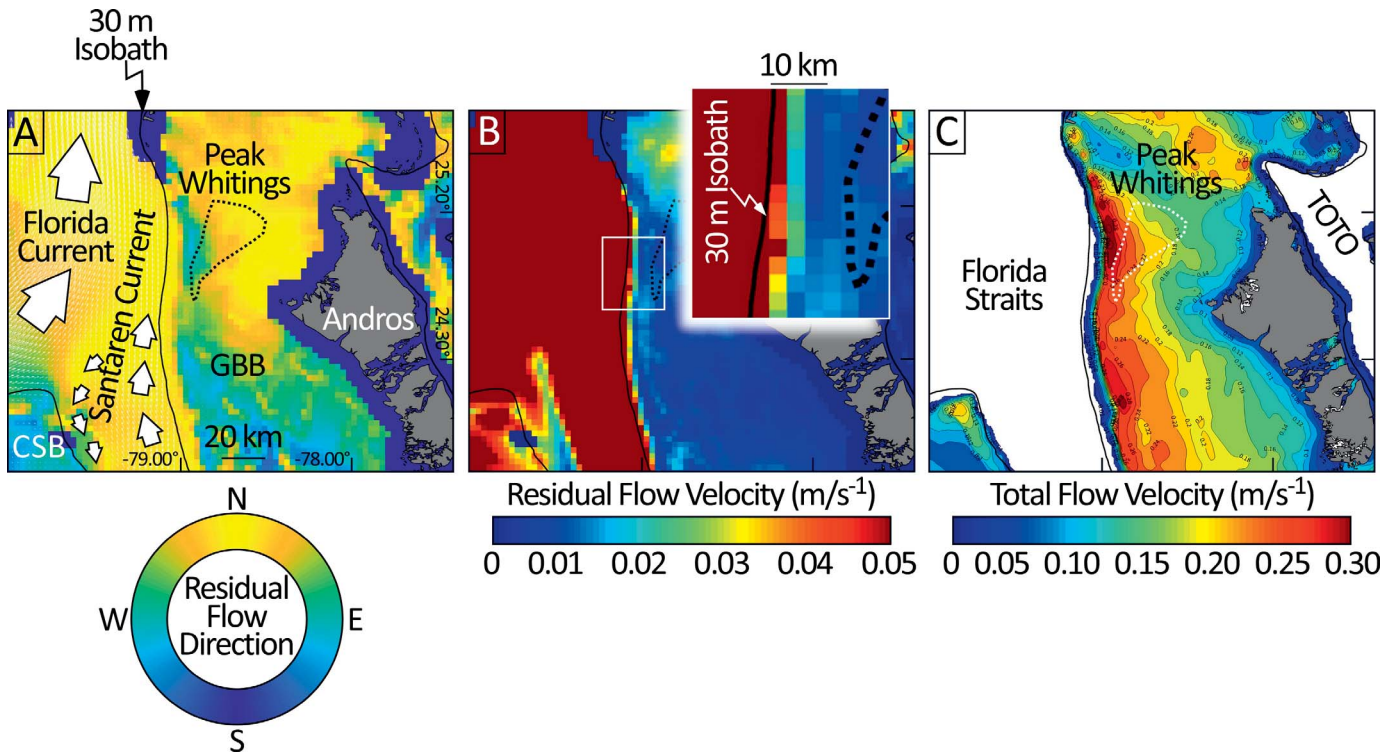 30 m
Isobath
A
Peak
Whitings
Florida
Current
Santaren Current
Andros
GBB
CSB
20 km
-79.00°
-78.00°
25.20°
24.30°
B
10 km
30 m Isobath
C
Peak
Whitings
TOTO
Florida
Straits
N
W
E
S
Residual
Flow
Direction
Residual Flow Velocity (m/s⁻¹)
0 0.01 0.02 0.03 0.04 0.05
Total Flow Velocity (m/s⁻¹)
0 0.05 0.10 0.15 0.20 0.25 0.30